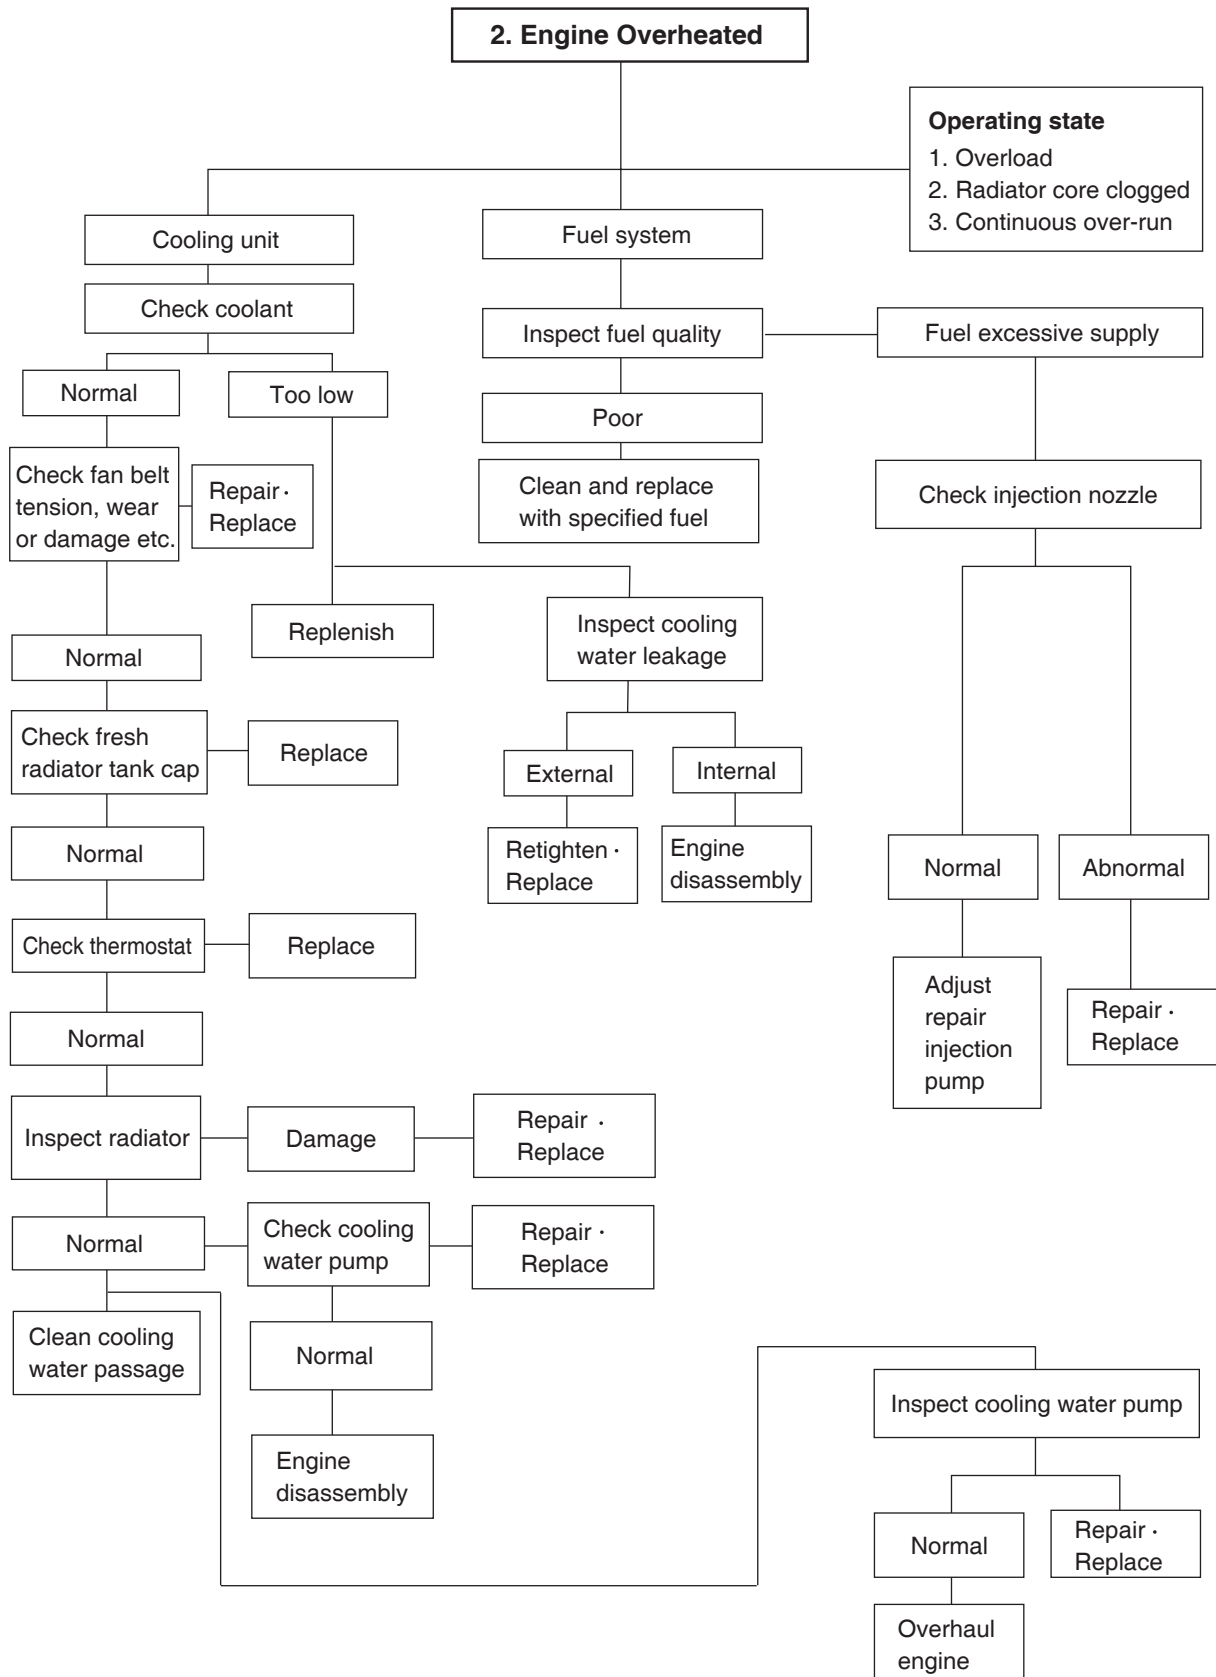 2. Engine Overheated
Operating state
1. Overload
2. Radiator core clogged
3. Continuous over-run
Cooling unit
Fuel system
Check coolant
Inspect fuel quality
Fuel excessive supply
Normal
Too low
Poor
Check fan belt
tension, wear
or damage etc.
Repair ·
Replace
Clean and replace
with specified fuel
Check injection nozzle
Replenish
Inspect cooling
water leakage
Normal
Check fresh
radiator tank cap
Replace
External
Internal
Normal
Retighten ·
Replace
Engine
disassembly
Normal
Abnormal
Check thermostat
Replace
Adjust
repair
injection
pump
Repair ·
Replace
Normal
Inspect radiator
Damage
Repair ·
Replace
Normal
Check cooling
water pump
Repair ·
Replace
Clean cooling
water passage
Normal
Inspect cooling water pump
Engine
disassembly
Normal
Repair ·
Replace
Overhaul
engine